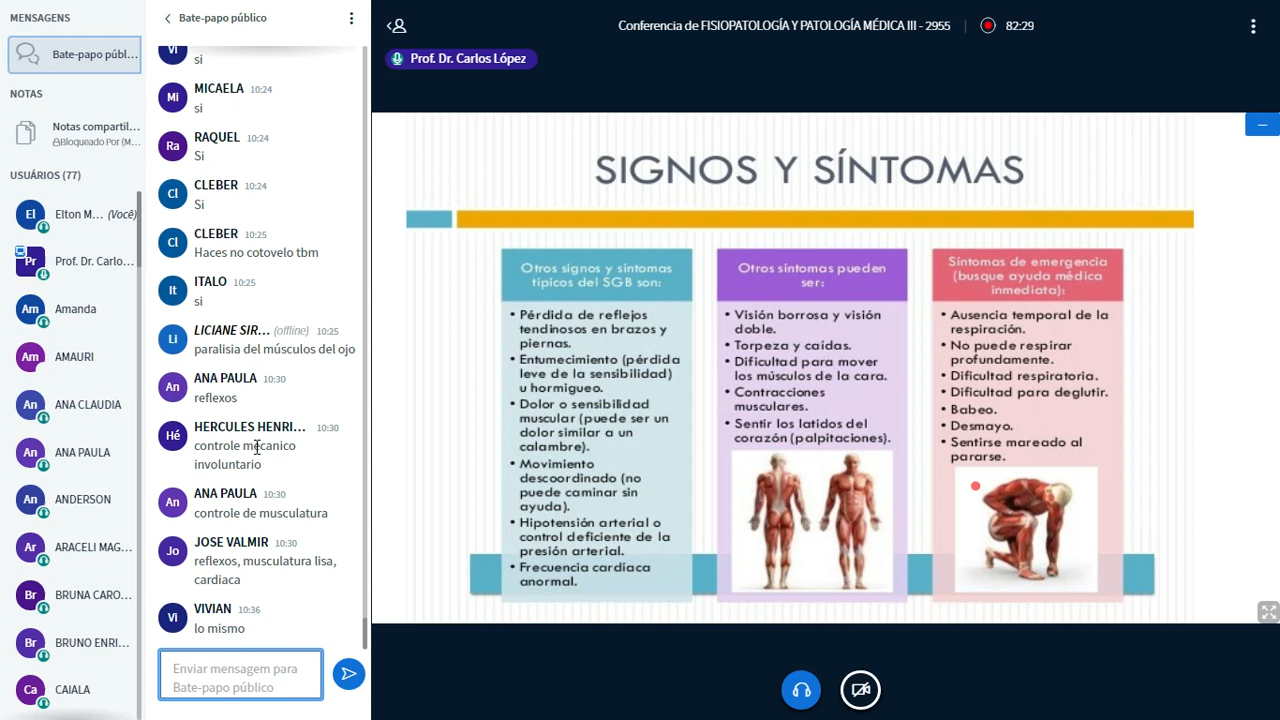 MENSAGENS
Bate-papo públ...
NOTAS
Notas compartil...
Bloqueado Por (M...
USUÁRIOS (77)
El
Elton M... (Você)
Pr
Prof. Dr. Carlo...
Am
Amanda
Am
AMAURI
An
ANA CLAUDIA
An
ANA PAULA
An
ANDERSON
Ar
ARACELI MAG...
Br
BRUNA CARO...
Br
BRUNO ENRI...
Ca
CAIALA
Bate-papo público
Vi
si
Mi
MICAELA 10:24
si
Ra
RAQUEL 10:24
Si
Cl
CLEBER 10:24
Si
Cl
CLEBER 10:25
Haces no cotovelo tbm
It
ITALO 10:25
si
Li
LICIANE SIR... (offline) 10:25
paralisia del músculos del ojo
An
ANA PAULA 10:30
reflexos
Hé
HERCULES HENRI... 10:30
controle mecanico
involuntario
An
ANA PAULA 10:30
controle de musculatura
Jo
JOSE VALMIR 10:30
reflexos, musculatura lisa,
cardiaca
Vi
VIVIAN 10:36
lo mismo
Enviar mensagem para
Bate-papo público
Conferencia de FISIOPATOLOGÍA Y PATOLOGÍA MÉDICA III - 2955
82:29
Prof. Dr. Carlos López
SIGNOS Y SÍNTOMAS
Otros signos y síntomas
típicos del SGB son:
• Pérdida de reflejos
tendinosos en brazos y
piernas.
• Entumecimiento (pérdida
leve de la sensibilidad)
u hormigueo.
• Dolor o sensibilidad
muscular (puede ser un
dolor similar a un
calambre).
• Movimiento
descoordinado (no
puede caminar sin
ayuda).
• Hipotensión arterial o
control deficiente de la
presión arterial.
• Frecuencia cardíaca
anormal.
Otros síntomas pueden
ser:
• Visión borrosa y visión
doble.
• Torpeza y caídas.
• Dificultad para mover
los músculos de la cara.
• Contracciones
musculares.
• Sentir los latidos del
corazón (palpitaciones).
Síntomas de emergencia
(busque ayuda médica
inmediata):
• Ausencia temporal de la
respiración.
• No puede respirar
profundamente.
• Dificultad respiratoria.
• Dificultad para deglutir.
• Babeo.
• Desmayo.
• Sentirse mareado al
pararse.